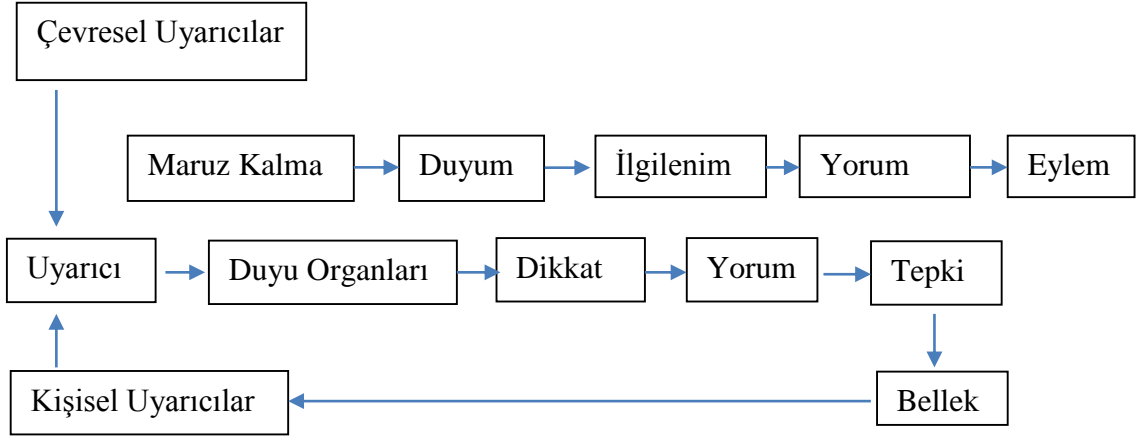 Çevresel Uyarıcılar
Maruz Kalma
Duyum
İlgilenim
Yorum
Eylem
Uyarıcı
Duyu Organları
Dikkat
Yorum
Tepki
Kişisel Uyarıcılar
Bellek